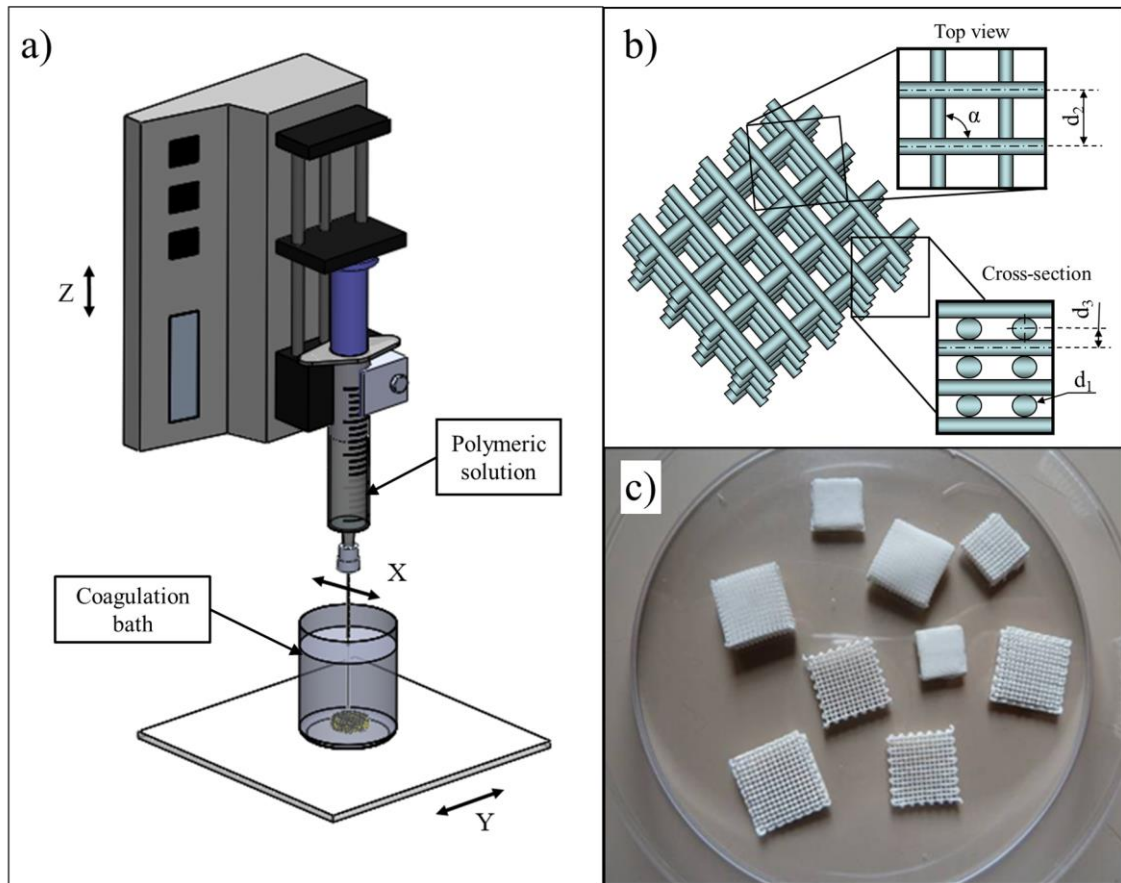 a)
Z
Polymeric
solution
X
Coagulation
bath
Y
b)
Top view
α
d2
Cross-section
d3
d1
c)